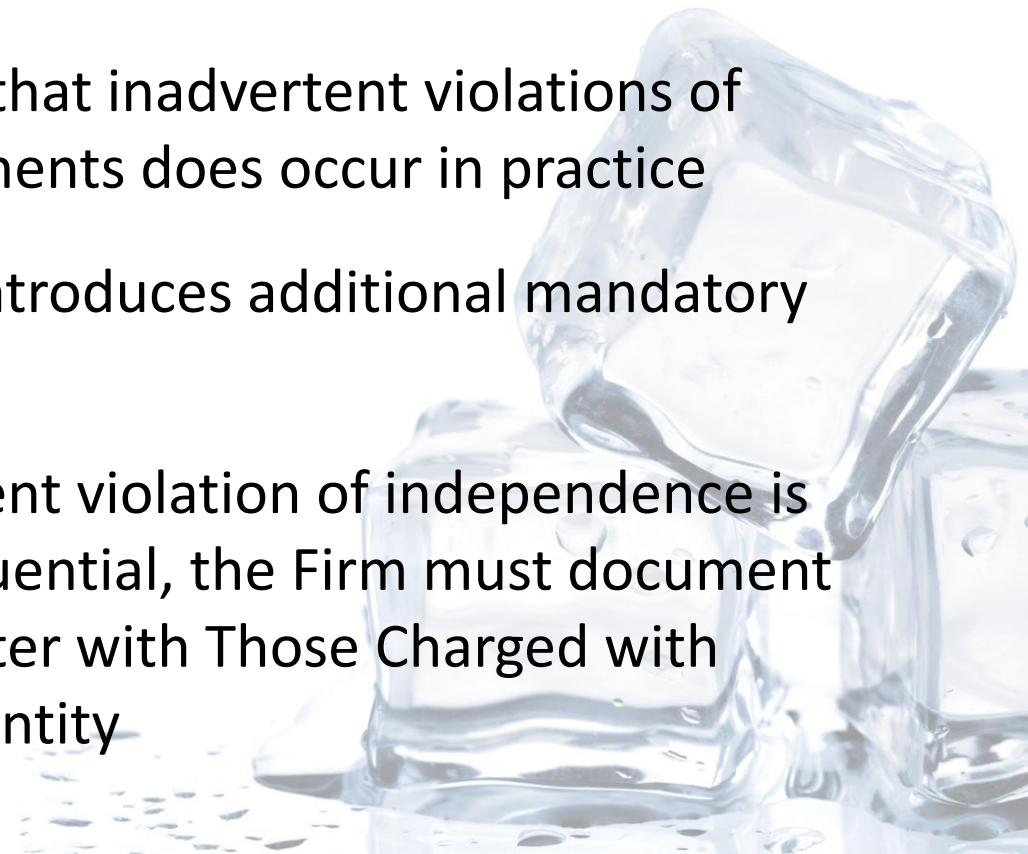 that inadvertent violations of
ments does occur in practice
ntroduces additional mandatory
ent violation of independence is
uential, the Firm must document
ter with Those Charged with
ntity